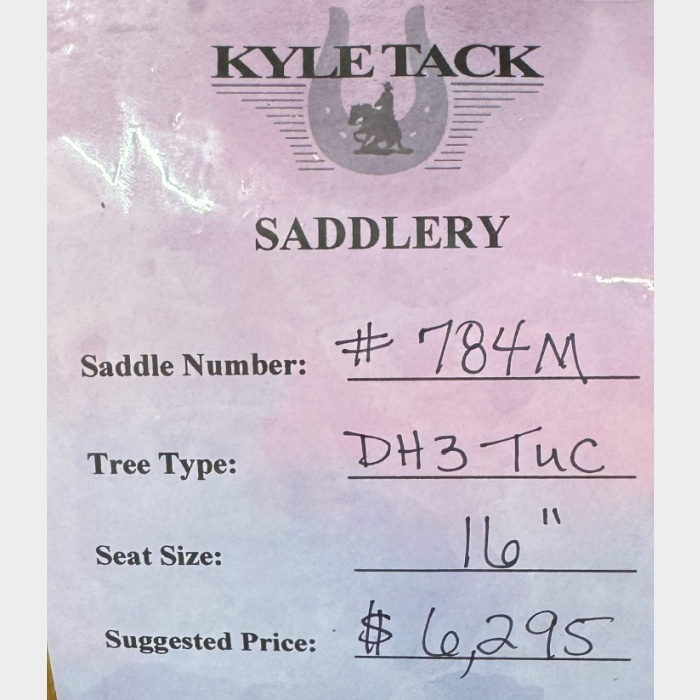 KYLE TACK
SADDLERY
Saddle Number: # 784M
Tree Type: DH3 TUC
Seat Size: 16"
Suggested Price: $ 6,295